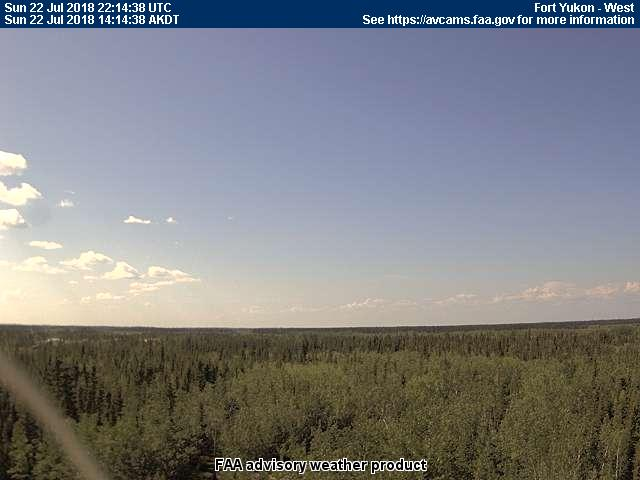 Sun 22 Jul 2018 22:14:38 UTC
Fort Yukon - West
Sun 22 Jul 2018 14:14:38 AKDT
See https://avcams.faa.gov for more information
FAA advisory weather product